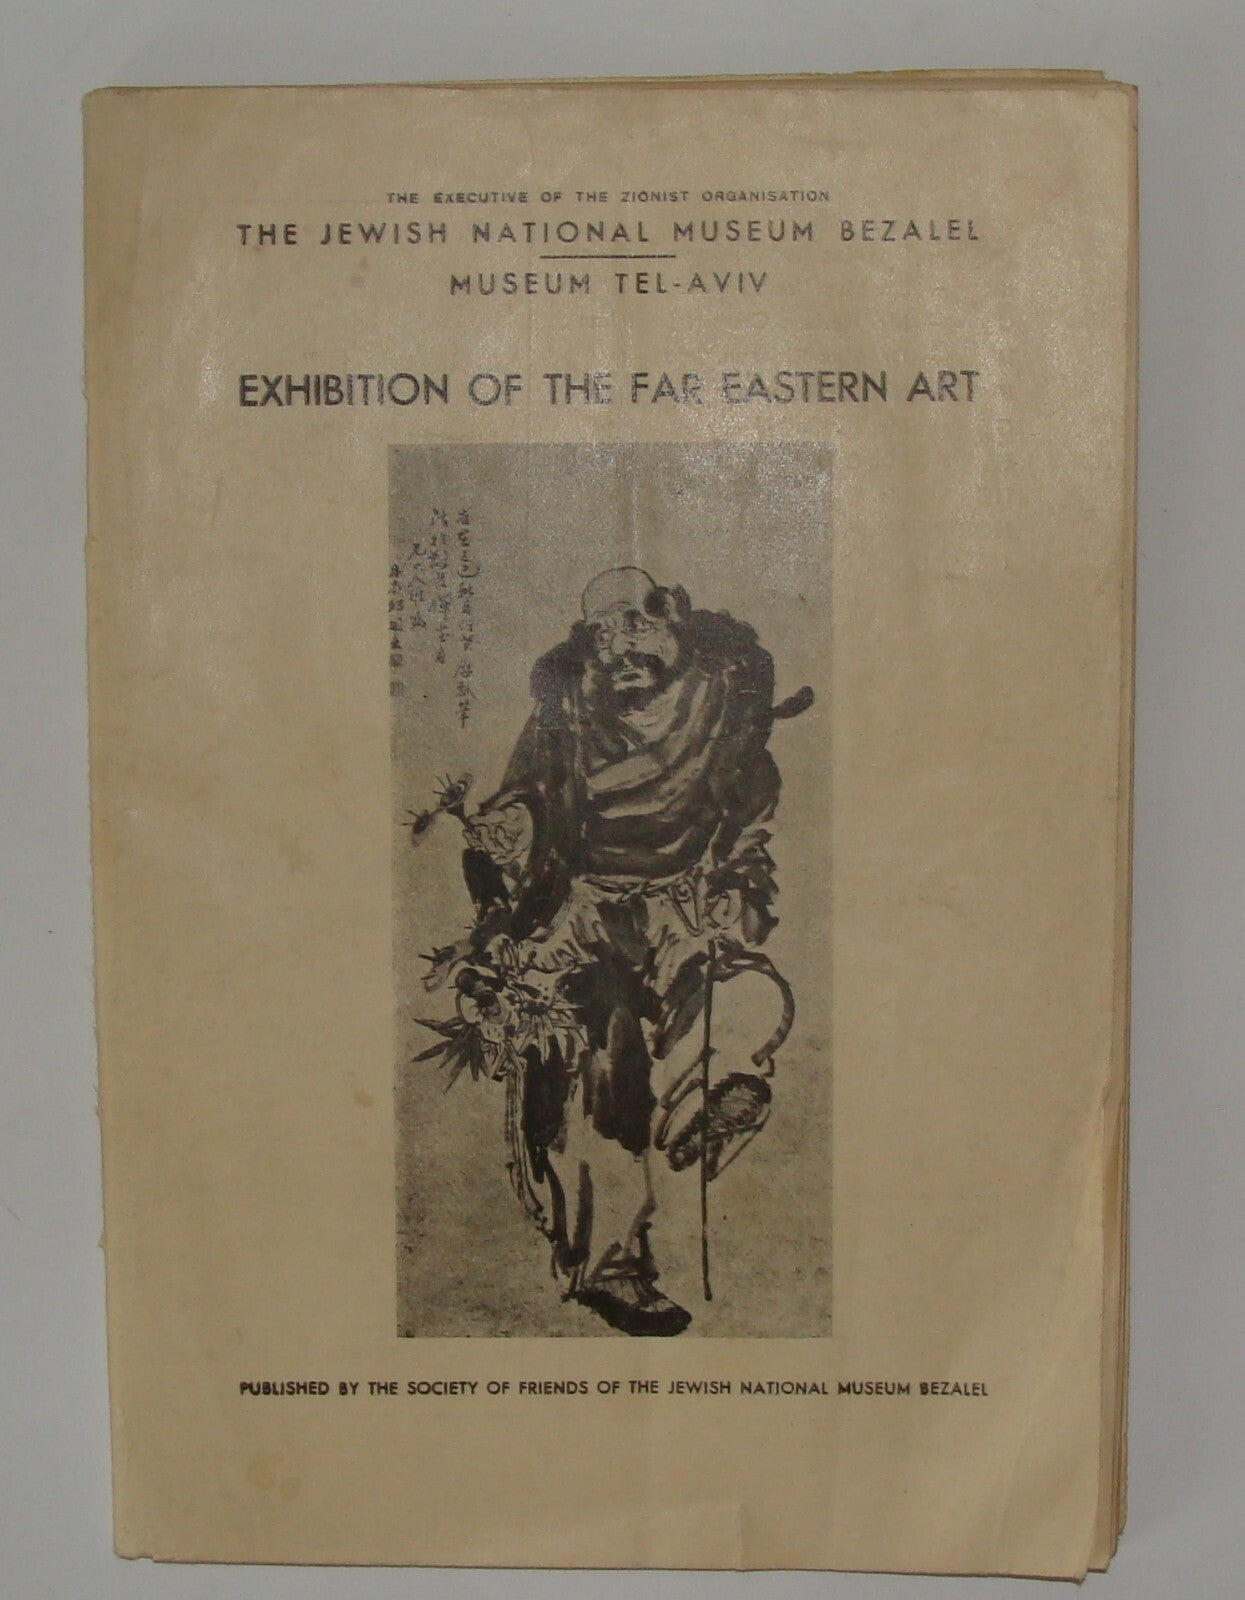 THE EXECUTIVE OF THE ZIONIST ORGANISATION
THE JEWISH NATIONAL MUSEUM BEZALEL
MUSEUM TEL-AVIV
EXHIBITION OF THE FAR EASTERN ART
PUBLISHED BY THE SOCIETY OF FRIENDS OF THE JEWISH NATIONAL MUSEUM BEZALEL